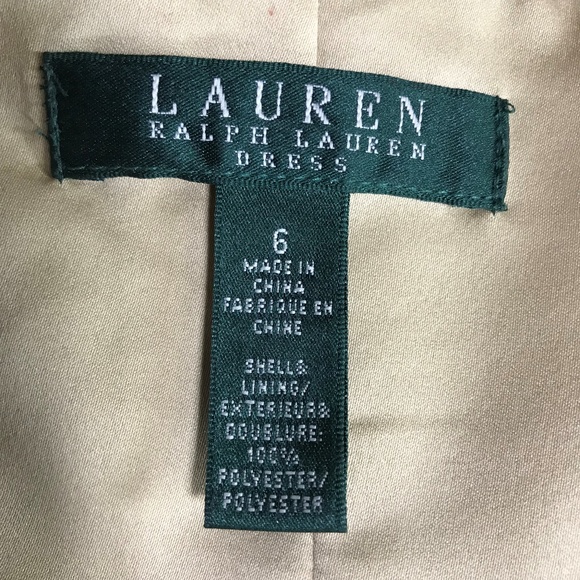 LAUREN
RALPH LAUREN
DRESS
6
MADE IN
CHINA
FABRIQUE EN
CHINE
SHELL&
LINING/
EXTERIEUR&
DOUBLURE:
100%
POLYESTER/
POLYESTER